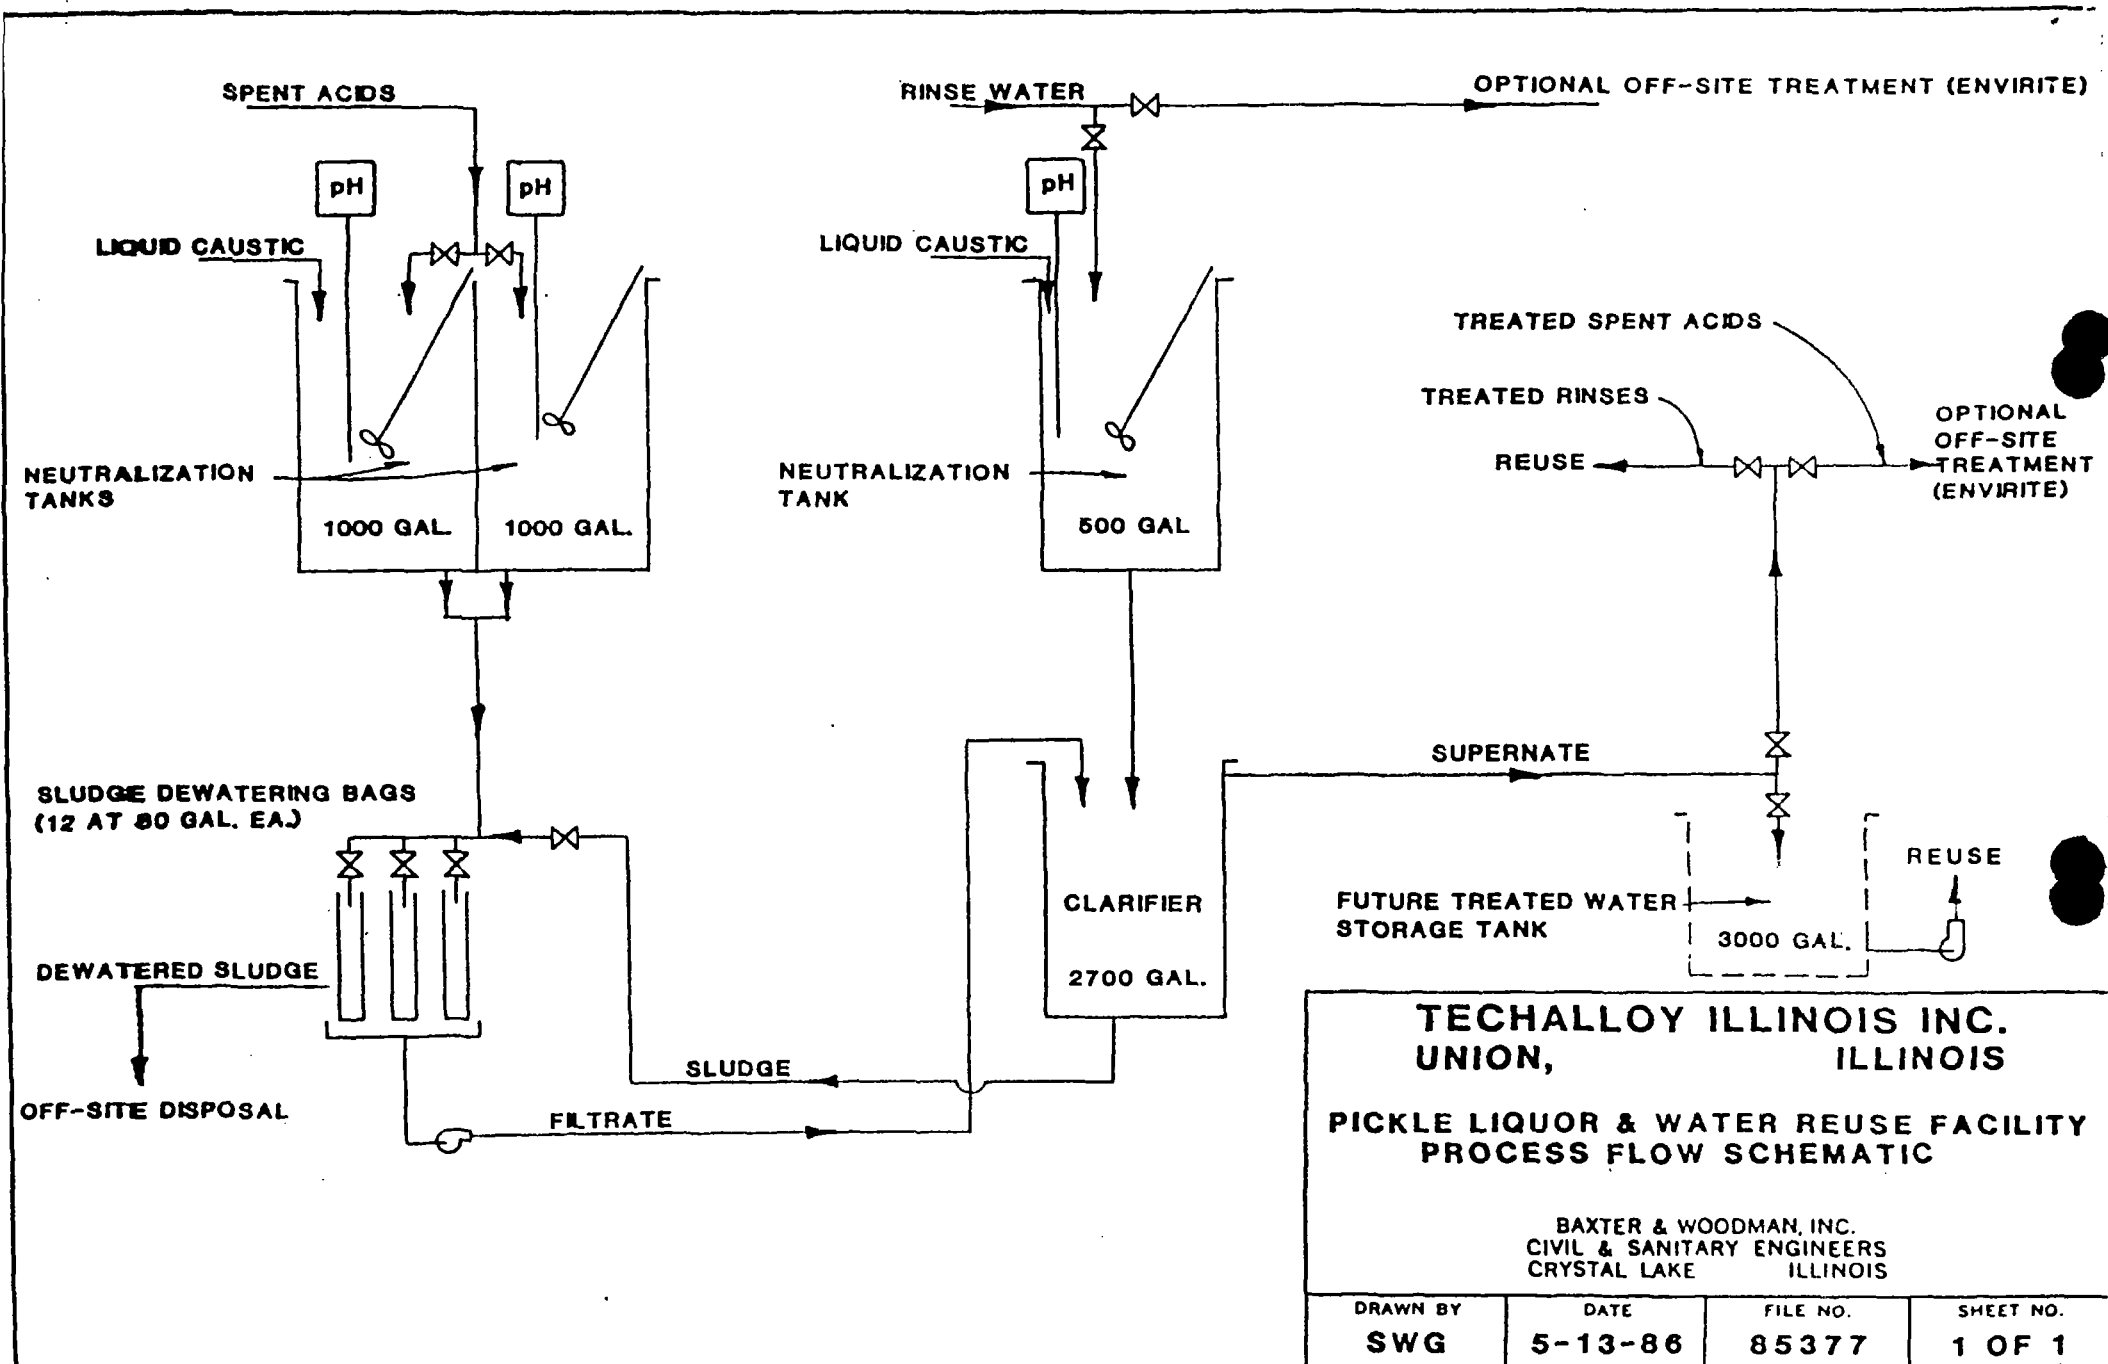 SPENT ACIDS
RINSE WATER
OPTIONAL OFF-SITE TREATMENT (ENVIRITE)
pH
pH
pH
LIQUID CAUSTIC
LIQUID CAUSTIC
TREATED SPENT ACIDS
TREATED RINSES
REUSE
OPTIONAL
OFF-SITE
TREATMENT
(ENVIRITE)
NEUTRALIZATION
TANKS
1000 GAL.
1000 GAL.
NEUTRALIZATION
TANK
500 GAL
SUPERNATE
SLUDGE DEWATERING BAGS
(12 AT 80 GAL. EA.)
CLARIFIER
2700 GAL.
REUSE
FUTURE TREATED WATER
STORAGE TANK
3000 GAL.
DEWATERED SLUDGE
OFF-SITE DISPOSAL
SLUDGE
FILTRATE
TECHALLOY ILLINOIS INC.
UNION, ILLINOIS
PICKLE LIQUOR & WATER REUSE FACILITY
PROCESS FLOW SCHEMATIC
BAXTER & WOODMAN, INC.
CIVIL & SANITARY ENGINEERS
CRYSTAL LAKE ILLINOIS
DRAWN BY
SWG
DATE
5-13-86
FILE NO.
85377
SHEET NO.
1 OF 1